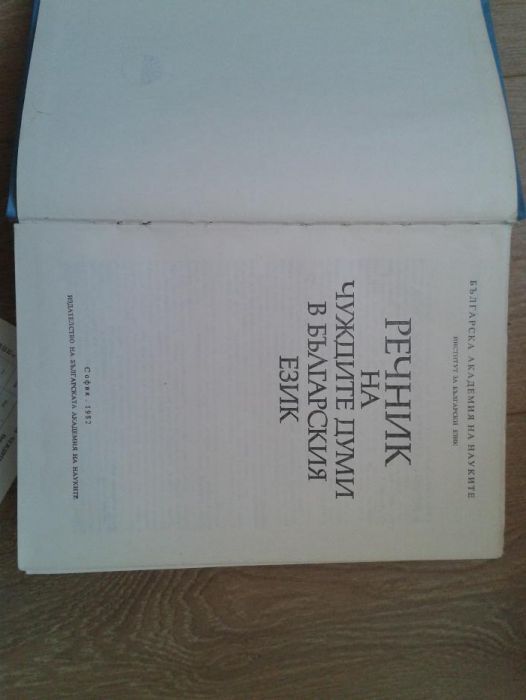 БЪЛГАРСКА АКАДЕМИЯ НА НАУКИТЕ
ИНСТИТУТ ЗА БЪЛГАРСКИ ЕЗИК
РЕЧНИК
НА
ЧУЖДИТЕ ДУМИ
В БЪЛГАРСКИЯ
ЕЗИК
София · 1982
ИЗДАТЕЛСТВО НА БЪЛГАРСКАТА АКАДЕМИЯ НА НАУКИТЕ